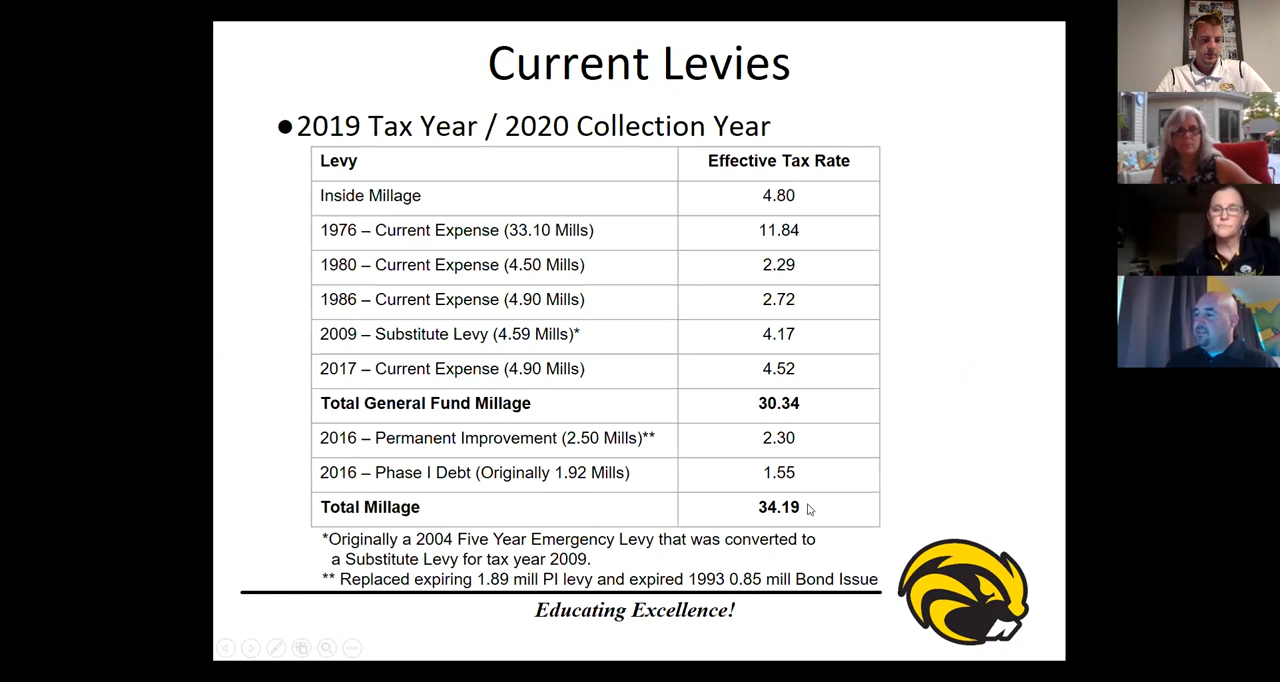 Current Levies
●2019 Tax Year / 2020 Collection Year
Levy Effective Tax Rate
Inside Millage 4.80
1976 – Current Expense (33.10 Mills) 11.84
1980 – Current Expense (4.50 Mills) 2.29
1986 – Current Expense (4.90 Mills) 2.72
2009 – Substitute Levy (4.59 Mills)* 4.17
2017 – Current Expense (4.90 Mills) 4.52
Total General Fund Millage 30.34
2016 – Permanent Improvement (2.50 Mills)** 2.30
2016 – Phase I Debt (Originally 1.92 Mills) 1.55
Total Millage 34.19
*Originally a 2004 Five Year Emergency Levy that was converted to
a Substitute Levy for tax year 2009.
** Replaced expiring 1.89 mill PI levy and expired 1993 0.85 mill Bond Issue
Educating Excellence!